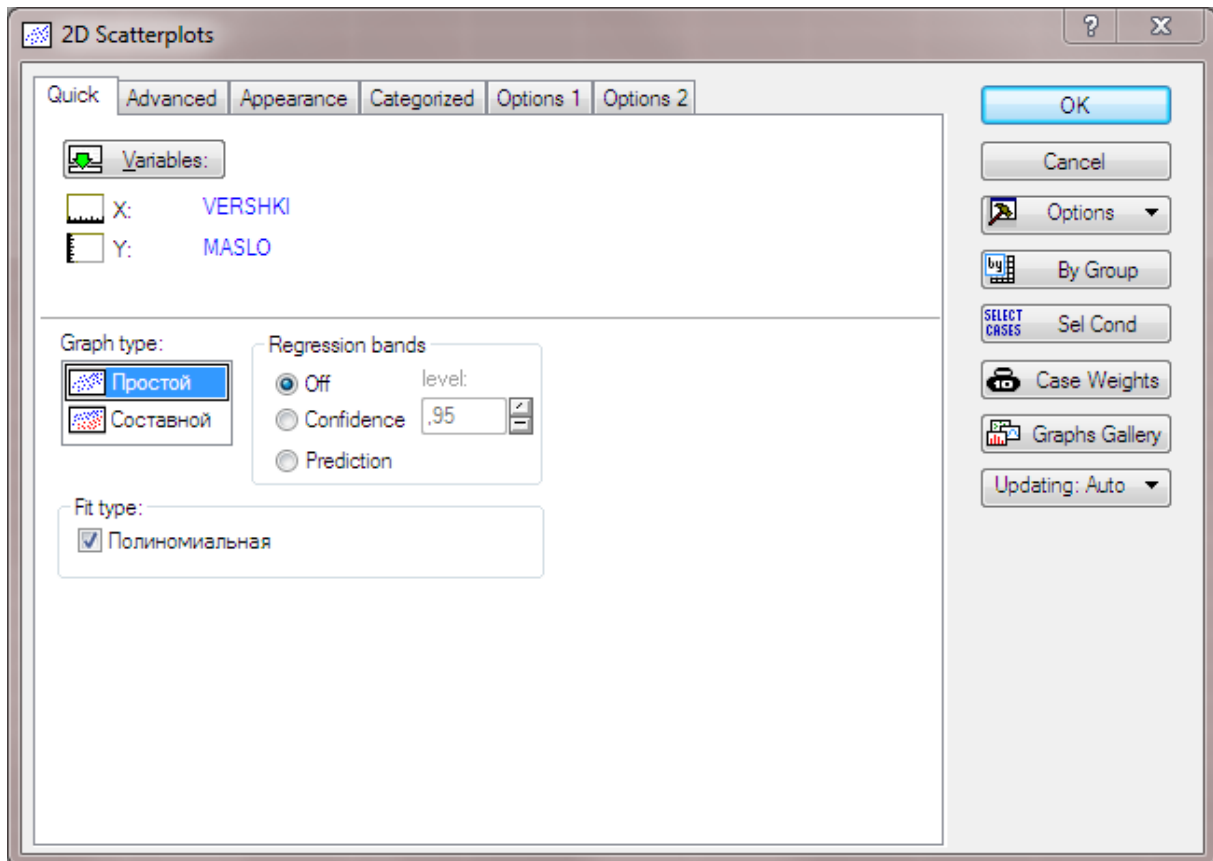 2D Scatterplots
Quick Advanced Appearance Categorized Options 1 Options 2
Variables:
X: VERSHKI
Y: MASLO
Graph type:
Простой
Составной
Regression bands
Off level:
Confidence ,95
Prediction
Fit type:
Полиномиальная
OK
Cancel
Options
by By Group
SELECT CASES Sel Cond
Case Weights
Graphs Gallery
Updating: Auto